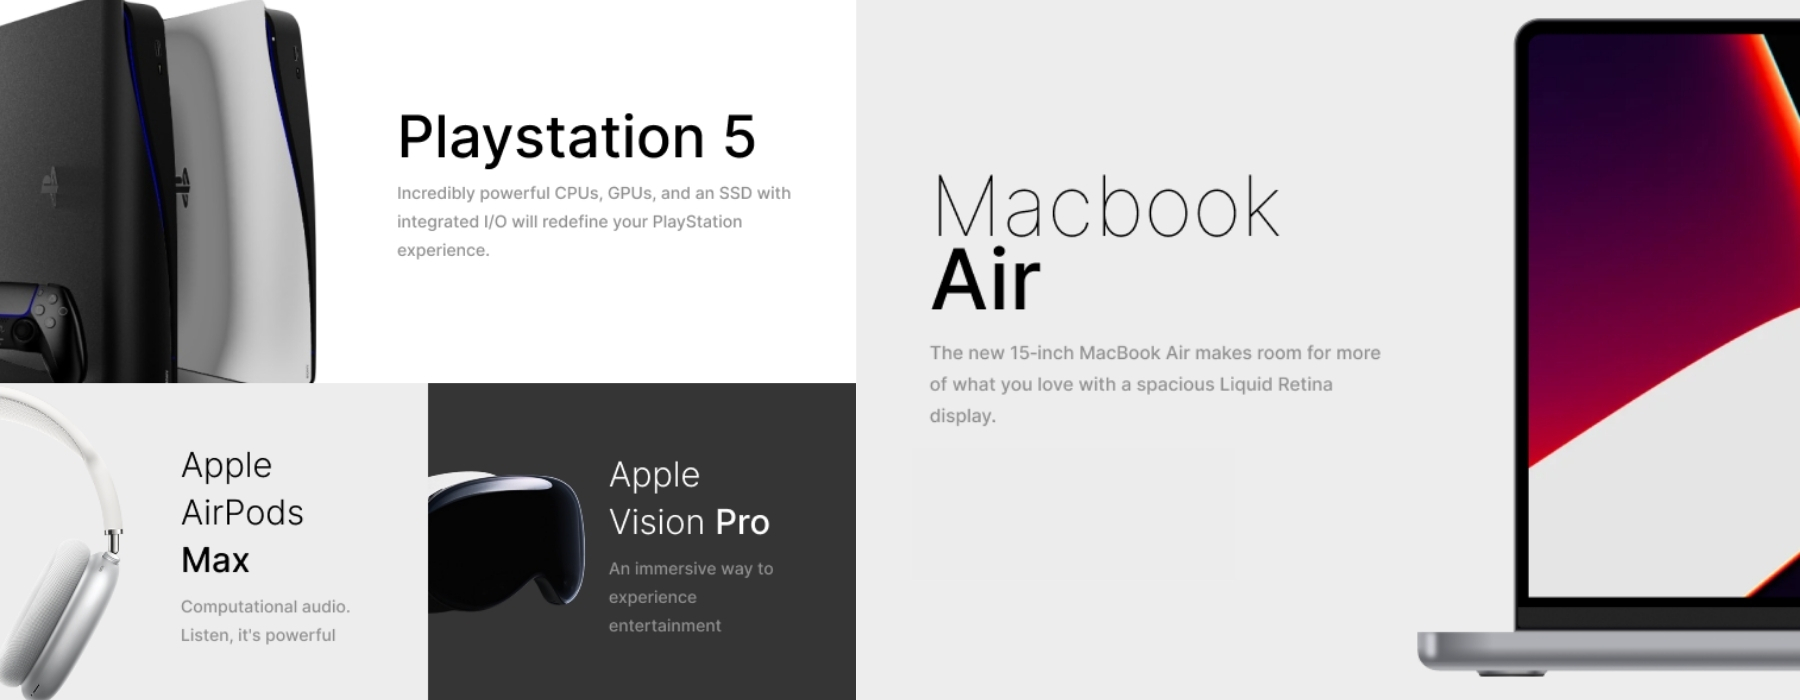 Playstation 5
Incredibly powerful CPUs, GPUs, and an SSD with
integrated I/O will redefine your PlayStation
experience.
Apple
AirPods
Max
Computational audio.
Listen, it's powerful
Apple
Vision Pro
An immersive way to
experience
entertainment
Macbook
Air
The new 15-inch MacBook Air makes room for more
of what you love with a spacious Liquid Retina
display.